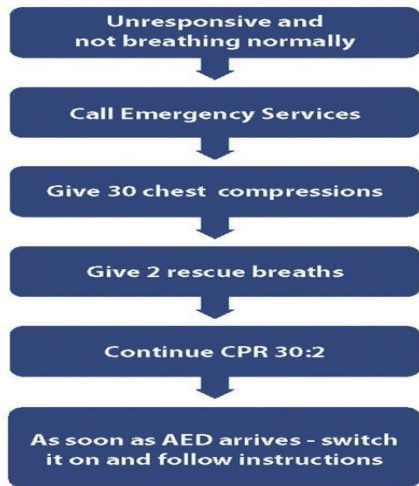 Unresponsive and
not breathing normally
Call Emergency Services
Give 30 chest compressions
Give 2 rescue breaths
Continue CPR 30:2
As soon as AED arrives - switch
it on and follow instructions